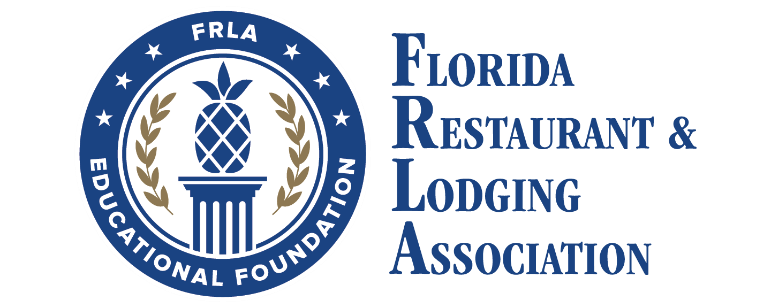 FRLA
EDUCATIONAL FOUNDATION
FLORIDA
RESTAURANT &
LODGING
ASSOCIATION